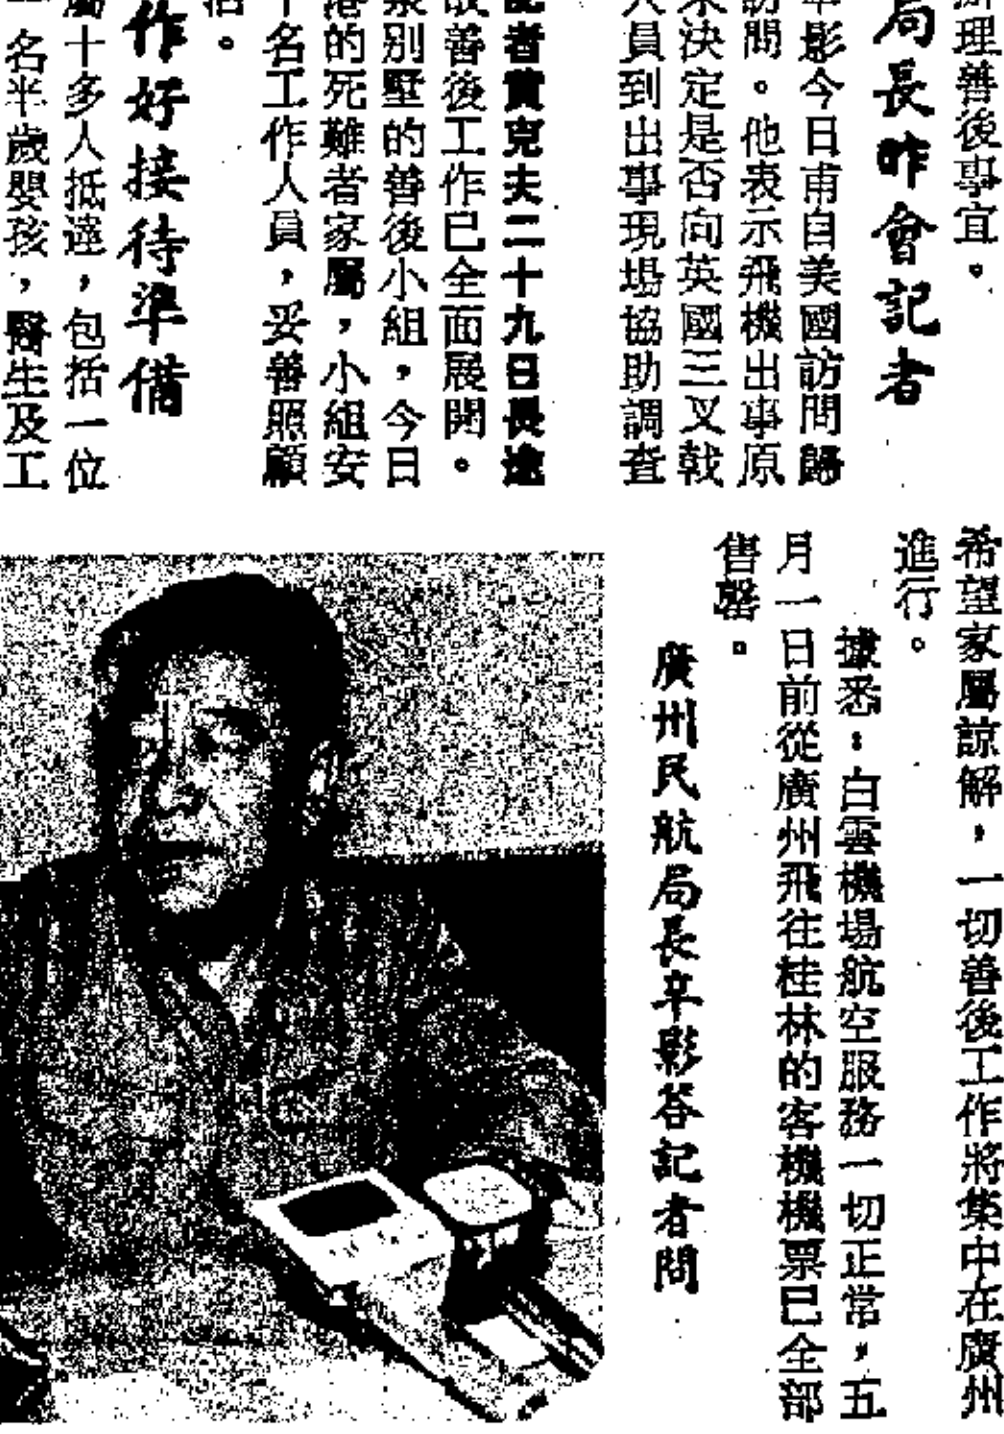 辦理善後事宜。
局長昨會記者
辛影今日甫自美國訪問歸
訪問。他表示飛機出事原
未決定是否向英國三叉戟
人員到出事現場協助調查
記者黃克夫二十九日長途
故善後工作已全面展開。
泉別墅的善後小組，今日
港的死難者家屬，小組安
十名工作人員，妥善照顧
。
作好接待準備
屬十多人抵達，包括一位
一名半歲嬰孩，醫生及工
希望家屬諒解，一切善後工作將集中在廣州
進行。
據悉：白雲機場航空服務一切正常，五
月一日前從廣州飛往桂林的客機機票已全部
售罄。
廣州民航局長辛影答記者問